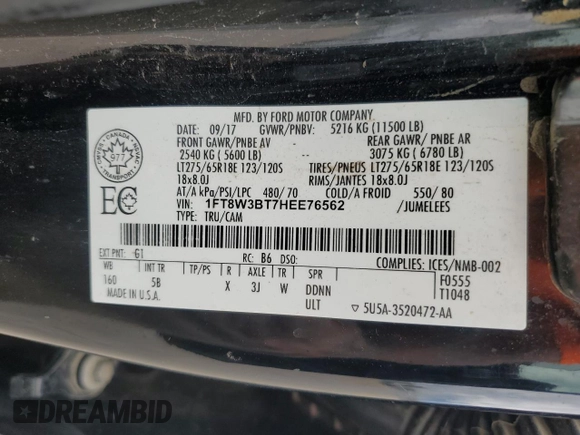 MFD. BY FORD MOTOR COMPANY.
DATE: 09/17 GVWR/PNBV: 5216 KG (11500 LB)
FRONT GAWR/PNBE AV REAR GAWR/ PNBE AR
2540 KG ( 5600 LB) 3075 KG ( 6780 LB)
LT275/65R18E 123/120S TIRES/PNEUS LT275/65R18E 123/120S
18x8.0J RIMS/JANTES 18x8.0J
AT/A kPa/PSI/LPC 480/70 COLD/A FROID 550/80
VIN: 1FT8W3BT7HEE76562 /JUMELEES
TYPE: TRU/CAM
CANADA
977
EC
EXT PNT: G1 RC: B6 DSO: COMPLIES: ICES/NMB-002
WB INT TR TP/PS R AXLE TR SPR F0555
160 5B X 3J W DDNN T1048
MADE IN U.S.A. ULT 5U5A-3520472-AA
DREAMBID